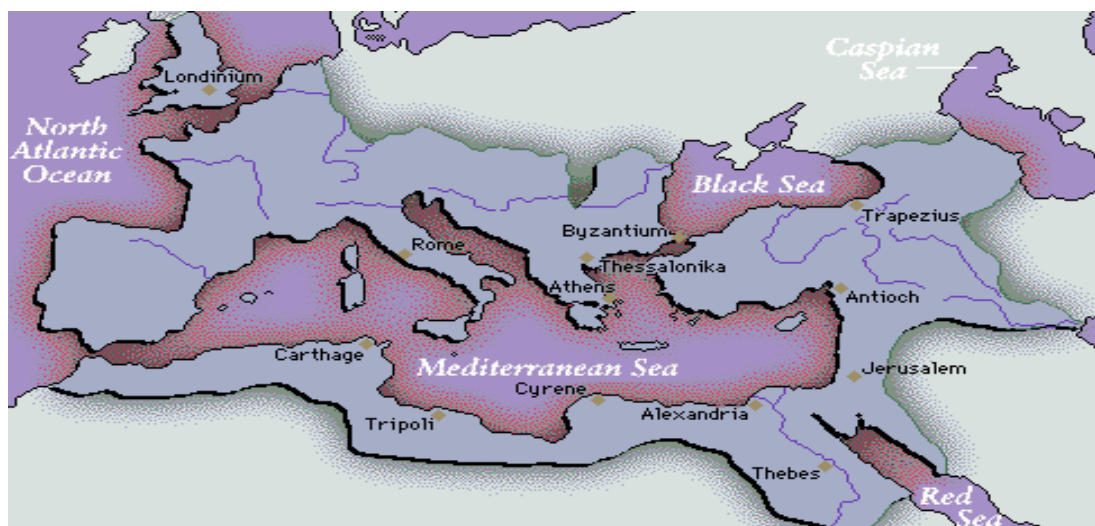 Caspian
Sea
Londinium
North
Atlantic
Ocean
Black Sea
Trapezius
Byzantium
Rome
Thessalonika
Athens
Antioch
Carthage
Mediterranean Sea
Jerusalem
Cyrene
Alexandria
Tripoli
Thebes
Red
Sea